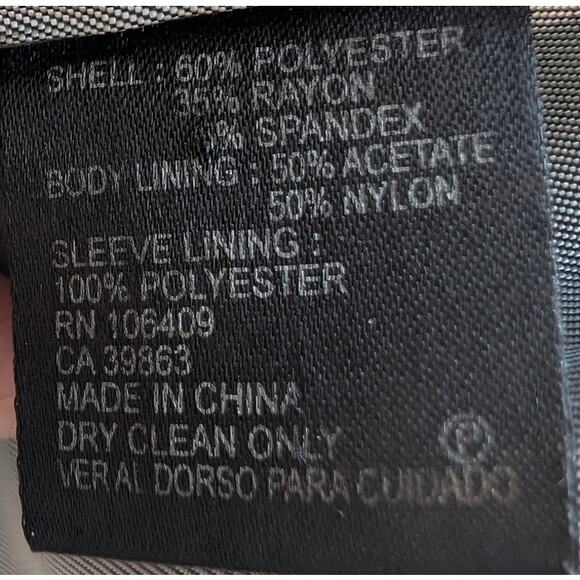 SHELL : 60% POLYESTER
35% RAYON
% SPANDEX
BODY LINING : 50% ACETATE
50% NYLON
SLEEVE LINING :
100% POLYESTER
RN 106409
CA 39863
MADE IN CHINA
DRY CLEAN ONLY P
VER AL DORSO PARA CUIDADO